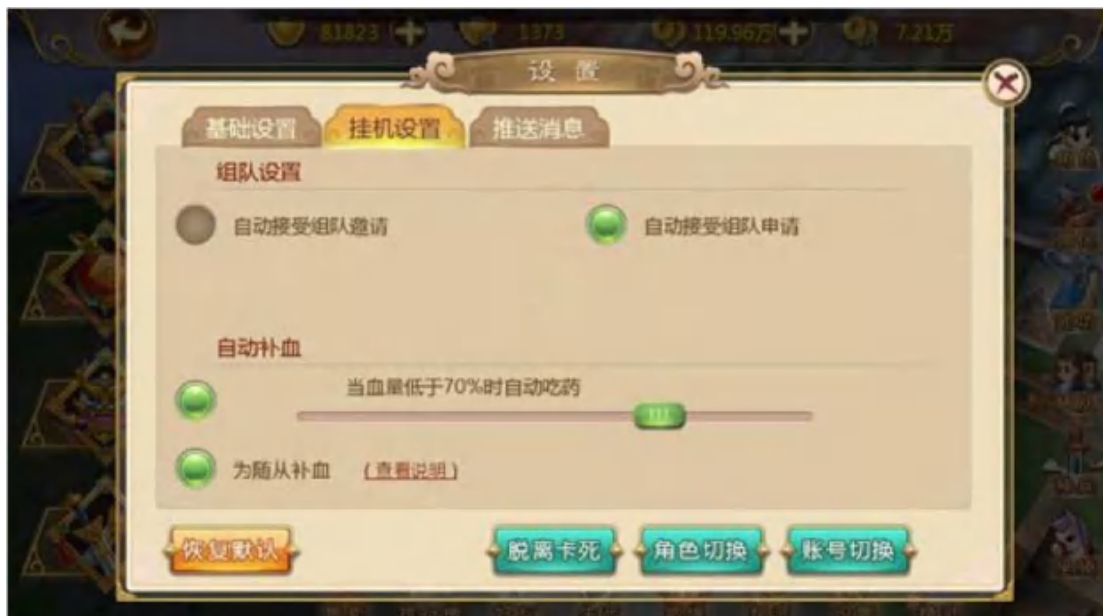 81823 1373 119.96万 7.21万
设置
基础设置 挂机设置 推送消息
组队设置
自动接受组队邀请 自动接受组队申请
自动补血
当血量低于70%时自动吃药
为随从补血 (查看说明)
恢复默认 脱离卡死 角色切换 账号切换